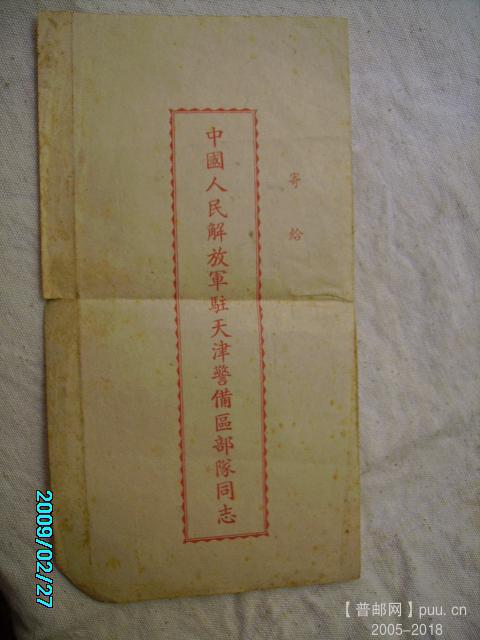 寄給
中國人民解放軍駐天津警備區部隊同志
2009/02/27
【普邮网】puu.cn
2005-2018